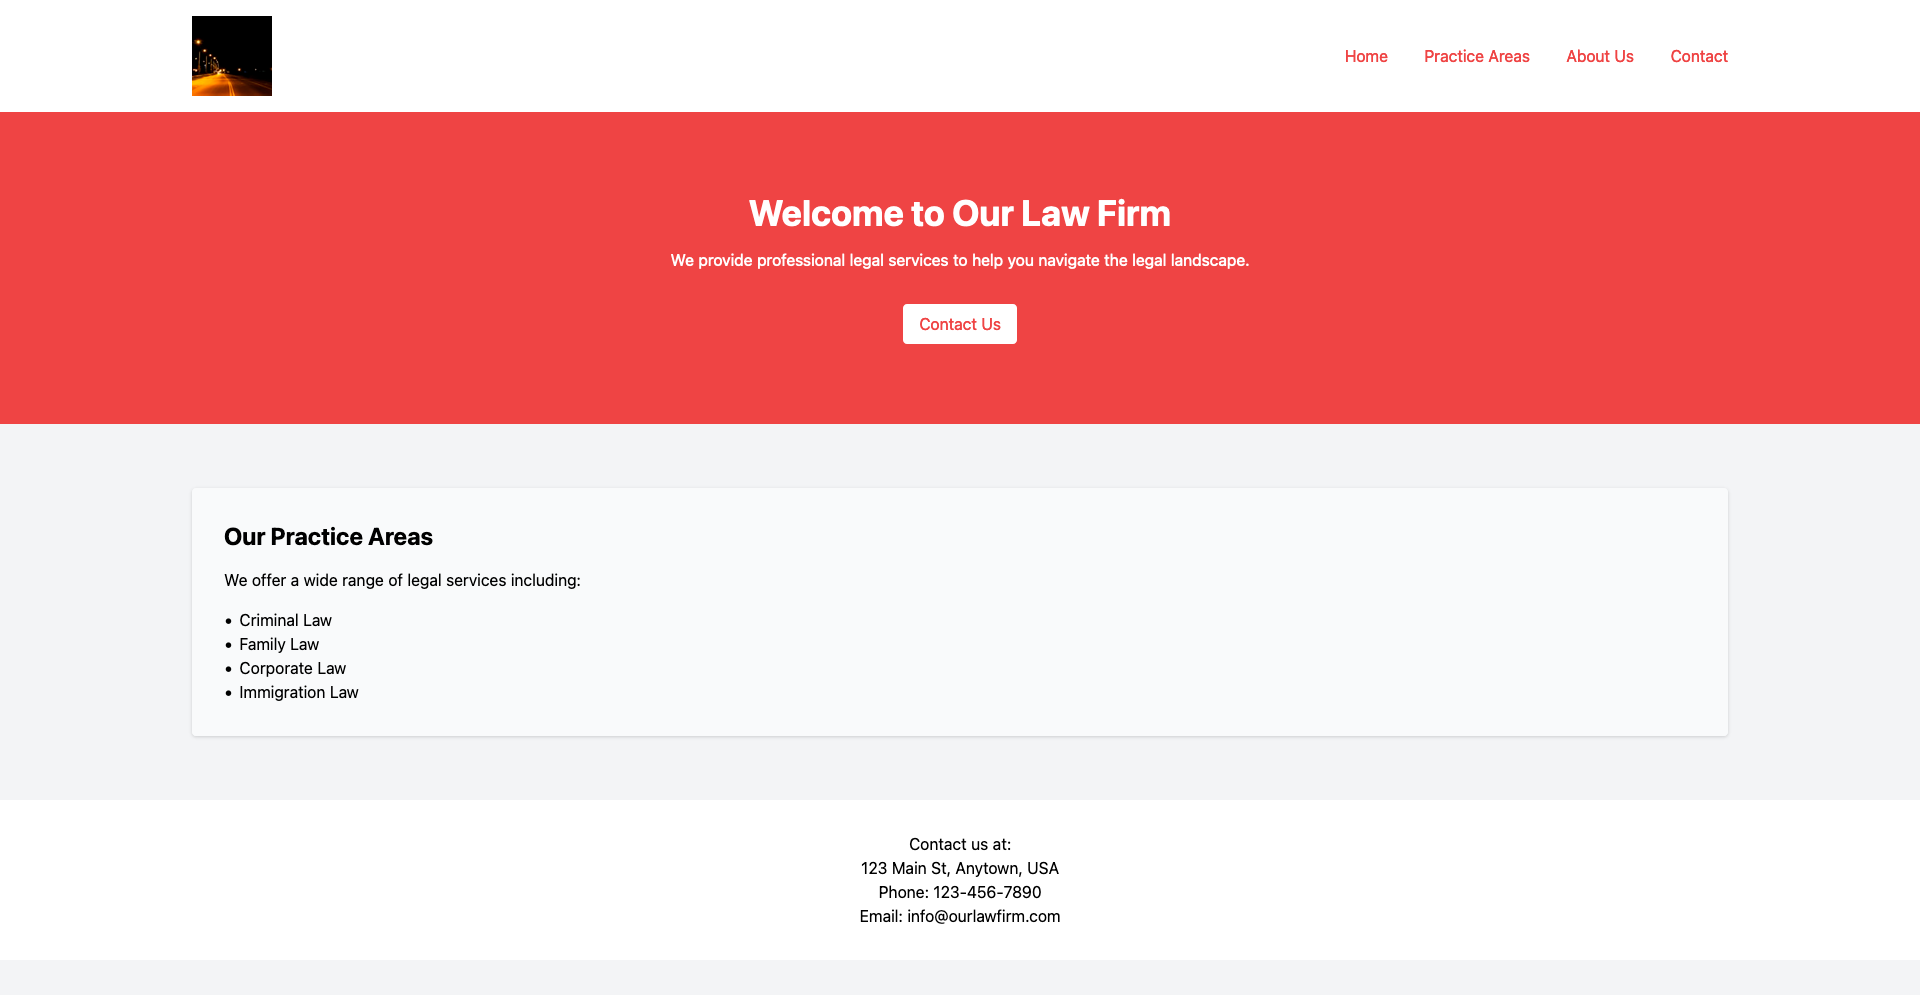 Home Practice Areas About Us Contact
Welcome to Our Law Firm
We provide professional legal services to help you navigate the legal landscape.
Contact Us
Our Practice Areas
We offer a wide range of legal services including:
• Criminal Law
• Family Law
• Corporate Law
• Immigration Law
Contact us at:
123 Main St, Anytown, USA
Phone: 123-456-7890
Email: info@ourlawfirm.com